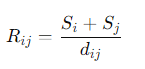 R_{ij} = \frac{S_i + S_j}{d_{ij}}